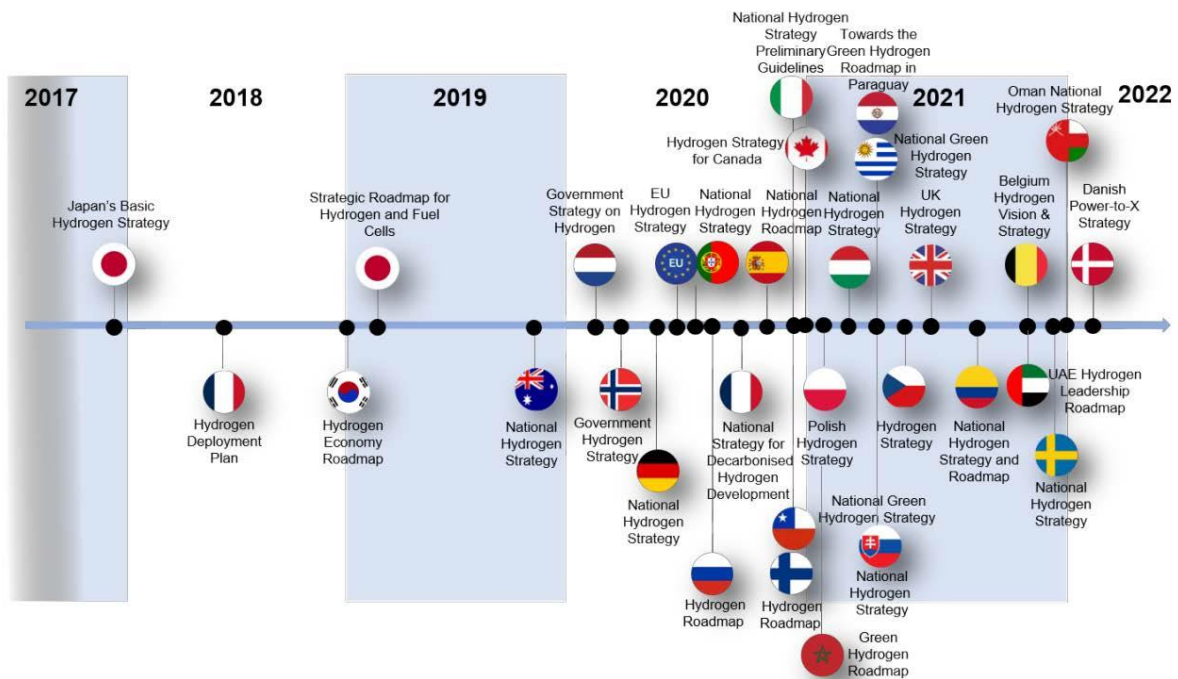 National Hydrogen
Strategy
Preliminary
Guidelines
Towards the
Green Hydrogen
Roadmap in
Paraguay
2017
2018
2019
2020
2021
2022
Oman National
Hydrogen Strategy
Hydrogen Strategy
for Canada
National Green
Hydrogen
Strategy
Japan's Basic
Hydrogen Strategy
Strategic Roadmap for
Hydrogen and Fuel
Cells
Government
Strategy on
Hydrogen
EU
Hydrogen
Strategy
National
Hydrogen
Strategy
National
Hydrogen
Roadmap
National
Hydrogen
Strategy
UK
Hydrogen
Strategy
Belgium
Hydrogen
Vision &
Strategy
Danish
Power-to-X
Strategy
EU
Hydrogen
Deployment
Plan
Hydrogen
Economy
Roadmap
National
Hydrogen
Strategy
Government
Hydrogen
Strategy
National
Hydrogen
Strategy
National
Strategy for
Decarbonised
Hydrogen
Development
Polish
Hydrogen
Strategy
Hydrogen
Strategy
National
Hydrogen
Strategy and
Roadmap
UAE Hydrogen
Leadership
Roadmap
National
Hydrogen
Strategy
National Green
Hydrogen Strategy
Hydrogen
Roadmap
Hydrogen
Roadmap
National
Hydrogen
Strategy
Green
Hydrogen
Roadmap